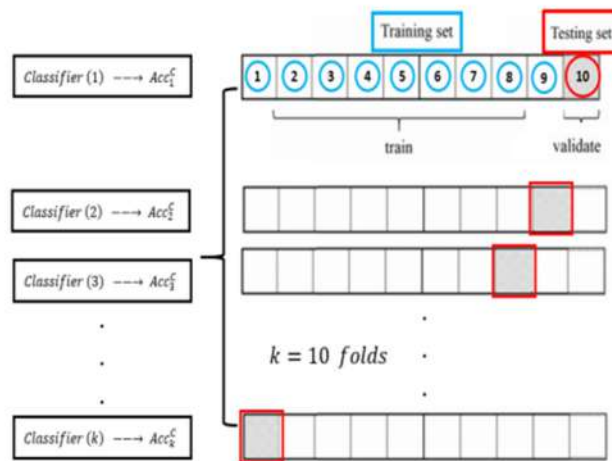 Training set
Testing set
Classifier (1) ---→ Acc₁ᶜ
1 2 3 4 5 6 7 8 9 10
train
validate
Classifier (2) ---→ Acc₂ᶜ
Classifier (3) ---→ Acc₃ᶜ
k = 10 folds
Classifier (k) ---→ Accₖᶜ